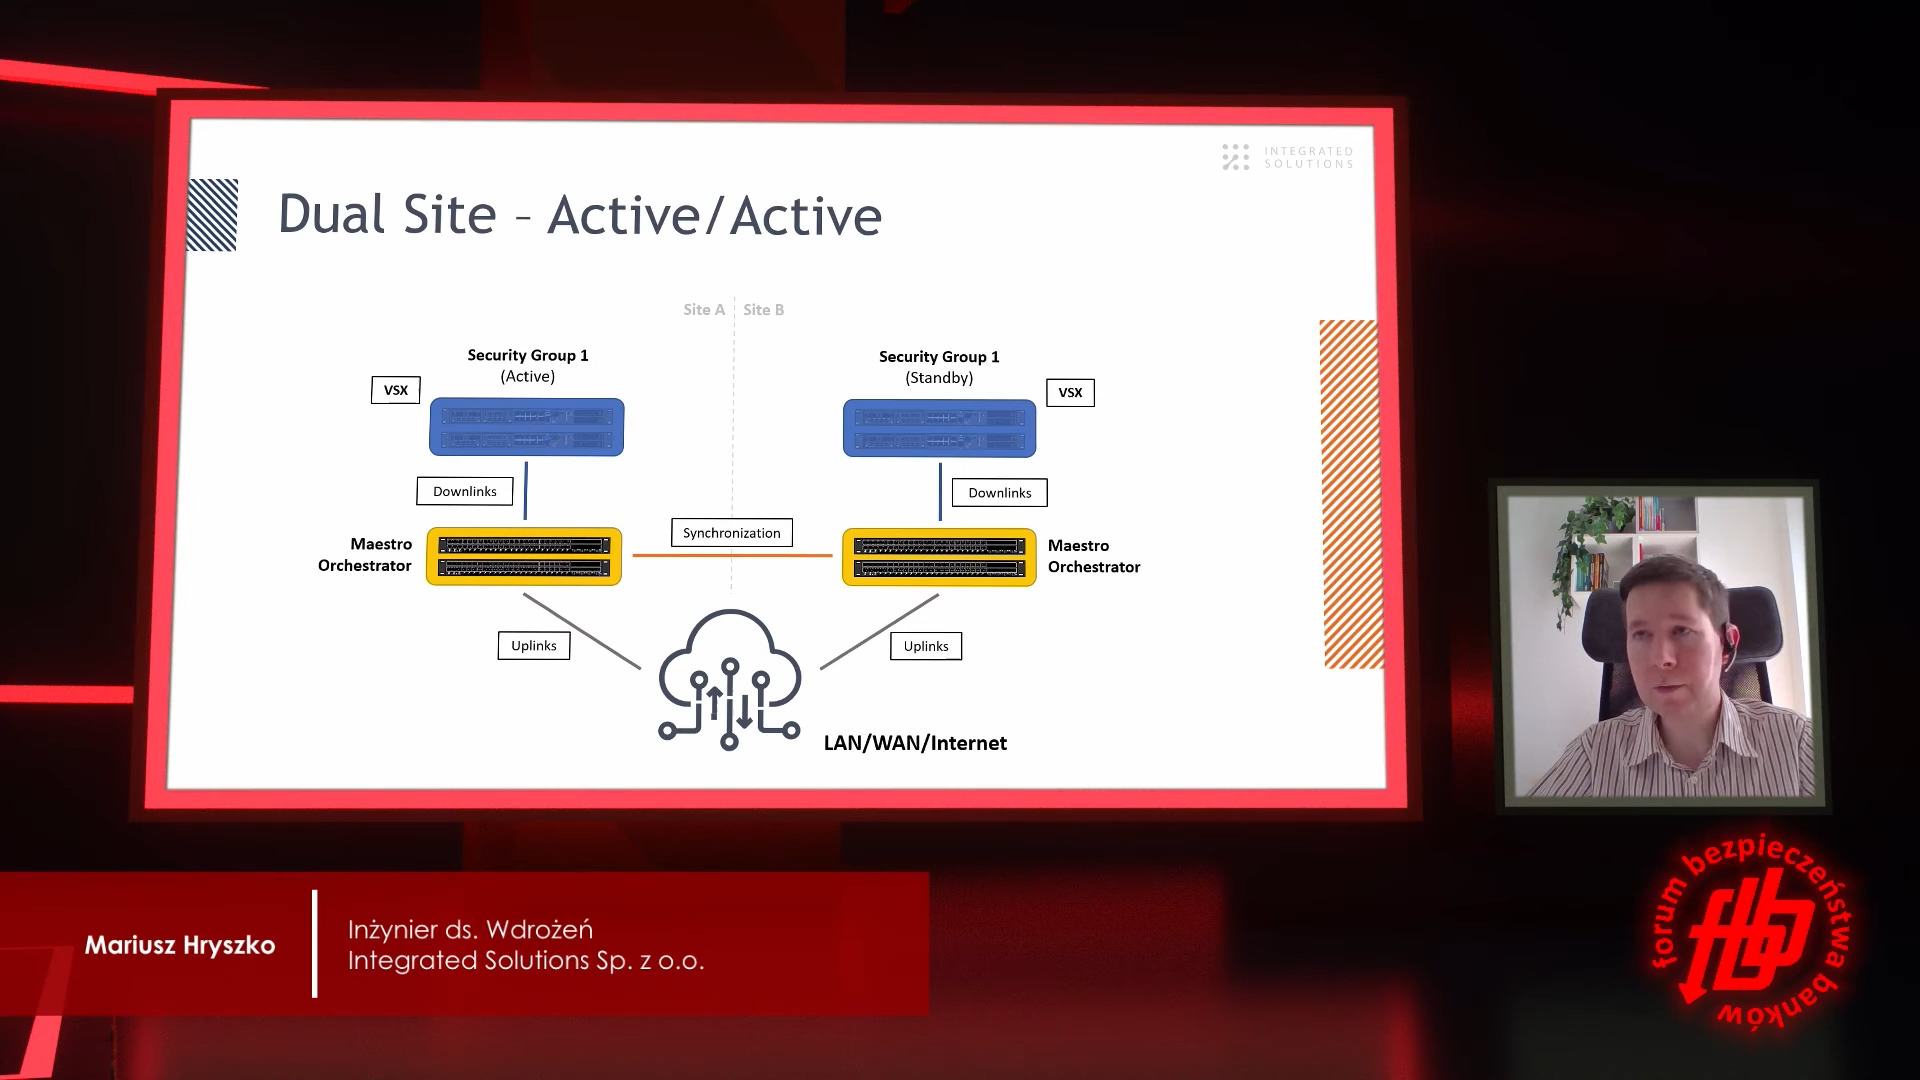 INTEGRATED
SOLUTIONS
Dual Site – Active/Active
Site A
Site B
Security Group 1
(Active)
Security Group 1
(Standby)
VSX
VSX
Downlinks
Downlinks
Synchronization
Maestro
Orchestrator
Maestro
Orchestrator
Uplinks
Uplinks
LAN/WAN/Internet
Mariusz Hryszko
Inżynier ds. Wdrożeń
Integrated Solutions Sp. z o.o.
forum bezpieczeństwa banków
fbb